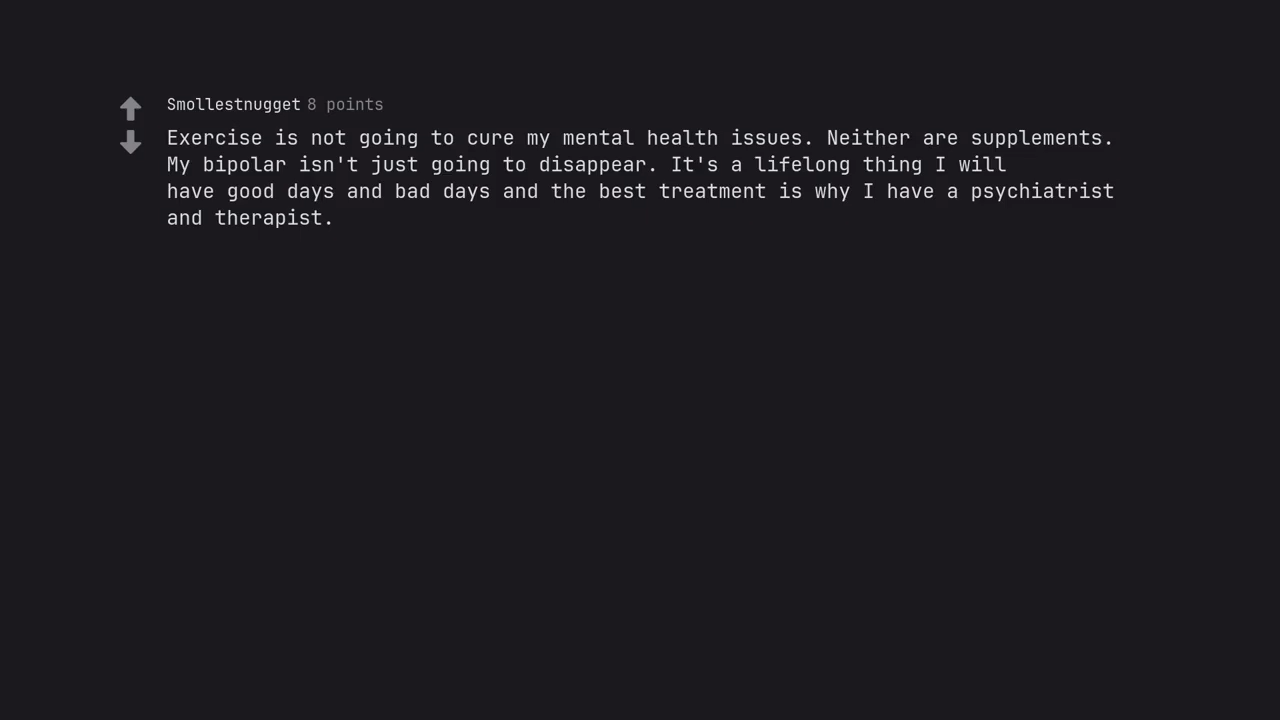 Smollestnugget 8 points
Exercise is not going to cure my mental health issues. Neither are supplements.
My bipolar isn't just going to disappear. It's a lifelong thing I will
have good days and bad days and the best treatment is why I have a psychiatrist
and therapist.